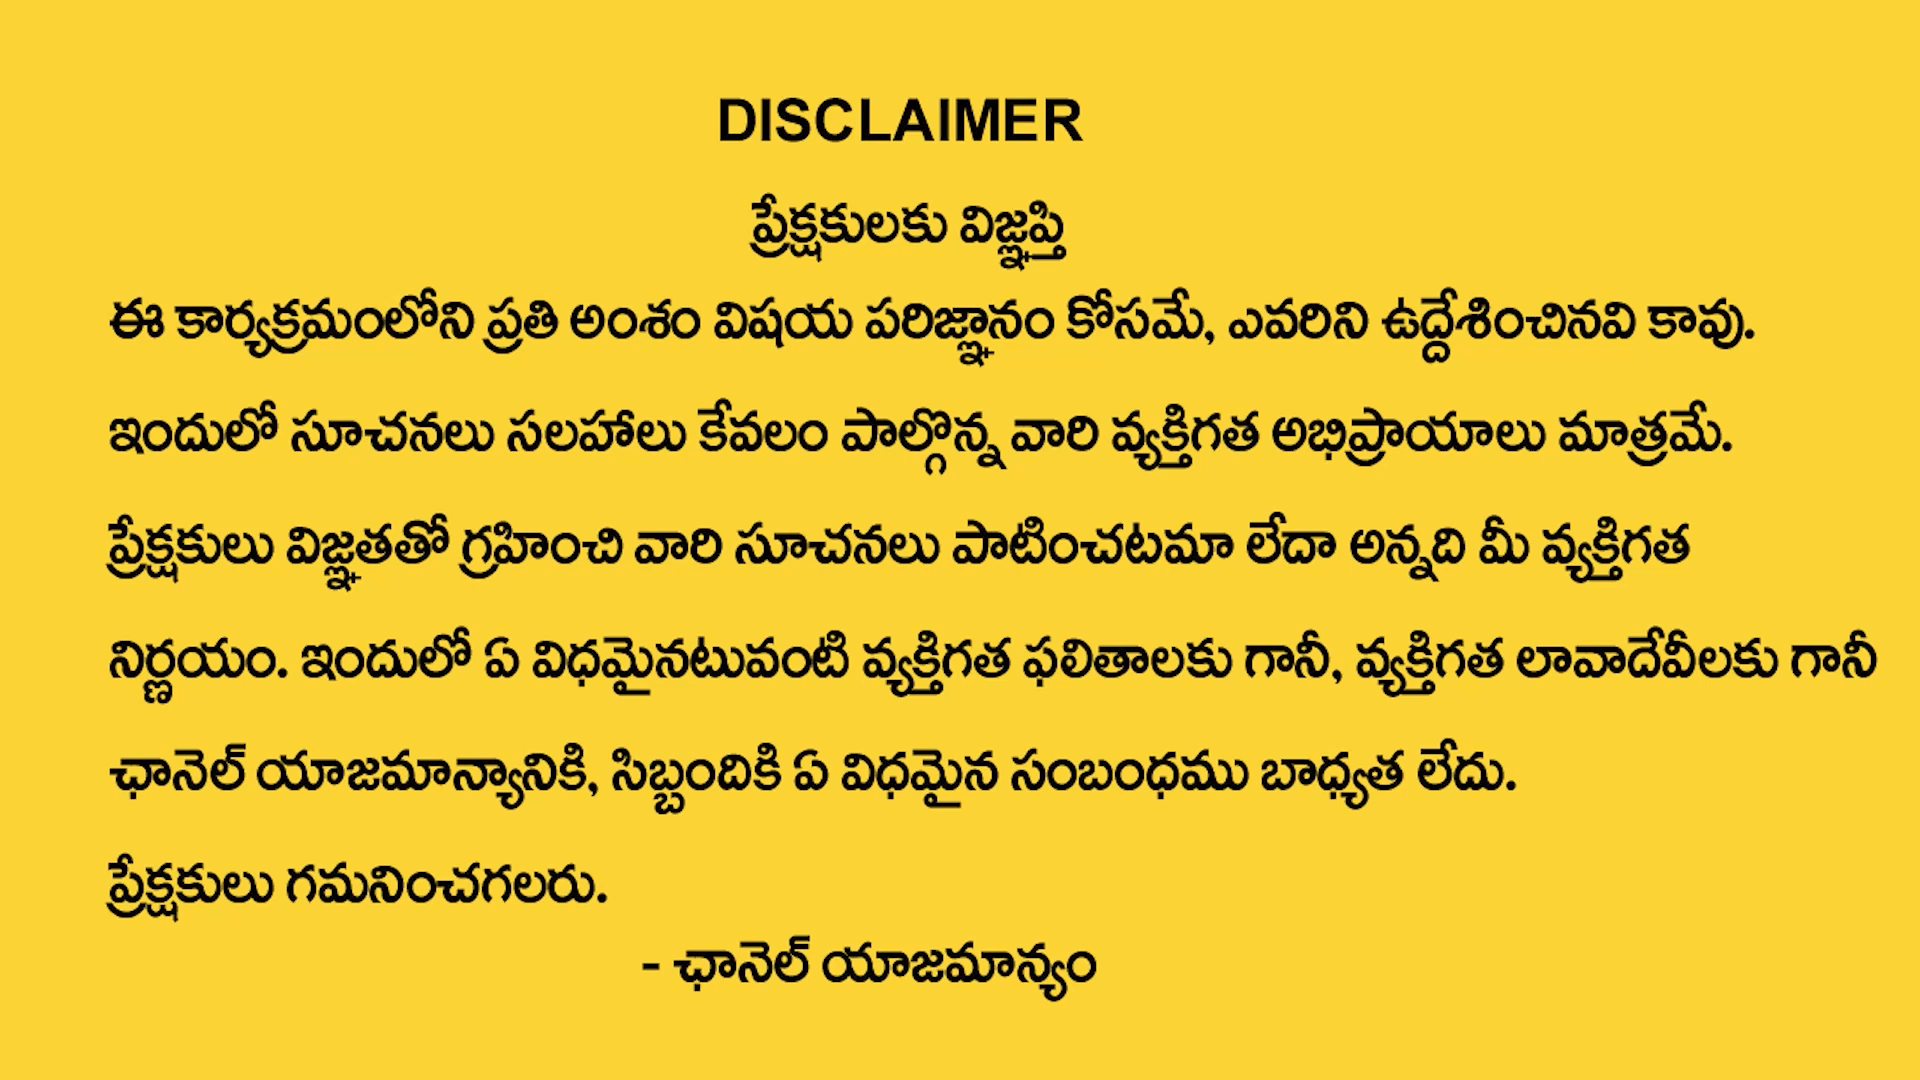 DISCLAIMER
ప్రేక్షకులకు విజ్ఞప్తి
ఈ కార్యక్రమంలోని ప్రతి అంశం విషయ పరిజ్ఞానం కోసమే, ఎవరిని ఉద్దేశించినవి కావు.
ఇందులో సూచనలు సలహాలు కేవలం పాల్గొన్న వారి వ్యక్తిగత అభిప్రాయాలు మాత్రమే.
ప్రేక్షకులు విజ్ఞతతో గ్రహించి వారి సూచనలు పాటించటమా లేదా అన్నది మీ వ్యక్తిగత
నిర్ణయం. ఇందులో ఏ విధమైనటువంటి వ్యక్తిగత ఫలితాలకు గానీ, వ్యక్తిగత లావాదేవీలకు గానీ
ఛానెల్ యాజమాన్యానికి, సిబ్బందికి ఏ విధమైన సంబంధము బాధ్యత లేదు.
ప్రేక్షకులు గమనించగలరు.
- ఛానెల్ యాజమాన్యం